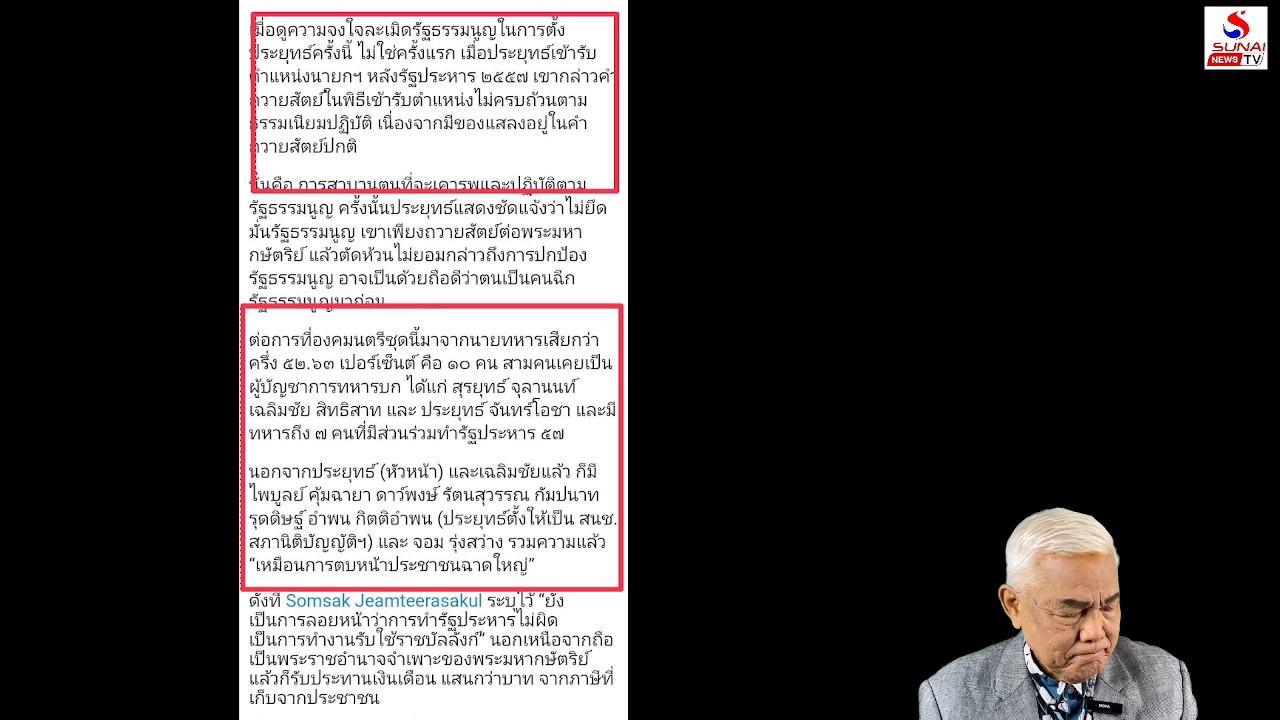 เมื่อดูความจงใจละเมิดรัฐธรรมนูญในการตั้ง
ประยุทธ์ครั้งนี้ ไม่ใช่ครั้งแรก เมื่อประยุทธ์เข้ารับ
ตำแหน่งนายกฯ หลังรัฐประหาร ๒๕๕๗ เขากล่าวคำ
ถวายสัตย์ในพิธีเข้ารับตำแหน่งไม่ครบถ้วนตาม
ธรรมเนียมปฏิบัติ เนื่องจากมีของแสลงอยู่ในคำ
ถวายสัตย์ปกติ
นั่นคือ การสาบานตนที่จะเคารพและปฏิบัติตาม
รัฐธรรมนูญ ครั้งนั้นประยุทธ์แสดงชัดแจ้งว่าไม่ยึด
มั่นรัฐธรรมนูญ เขาเพียงถวายสัตย์ต่อพระมหา
กษัตริย์ แล้วตัดห้วนไม่ยอมกล่าวถึงการปกป้อง
รัฐธรรมนูญ อาจเป็นด้วยถือดีว่าตนเป็นคนฉีก
รัฐธรรมนูญมาก่อน
ต่อการที่องคมนตรีชุดนี้มาจากนายทหารเสียกว่า
ครึ่ง ๕๒.๖๓ เปอร์เซ็นต์ คือ ๑๐ คน สามคนเคยเป็น
ผู้บัญชาการทหารบก ได้แก่ สุรยุทธ์ จุลานนท์
เฉลิมชัย สิทธิสาท และ ประยุทธ์ จันทร์โอชา และมี
ทหารถึง ๗ คนที่มีส่วนร่วมทำรัฐประหาร ๕๗
นอกจากประยุทธ์ (หัวหน้า) และเฉลิมชัยแล้ว ก็มี
ไพบูลย์ คุ้มฉายา ดาว์พงษ์ รัตนสุวรรณ กัมปนาท
รุดดิษฐ์ อำพน กิตติอำพน (ประยุทธ์ตั้งให้เป็น สนช.
สภานิติบัญญัติฯ) และ จอม รุ่งสว่าง รวมความแล้ว
“เหมือนการตบหน้าประชาชนฉาดใหญ่”
ดังที่ Somsak Jeamteerasakul ระบุไว้ “ยัง
เป็นการลอยหน้าว่าการทำรัฐประหารไม่ผิด
เป็นการทำงานรับใช้ราชบัลลังก์” นอกเหนือจากถือ
เป็นพระราชอำนาจจำเพาะของพระมหากษัตริย์
แล้วก็รับประทานเงินเดือน แสนกว่าบาท จากภาษีที่
เก็บจากประชาชน
SUNAI
NEWS TV